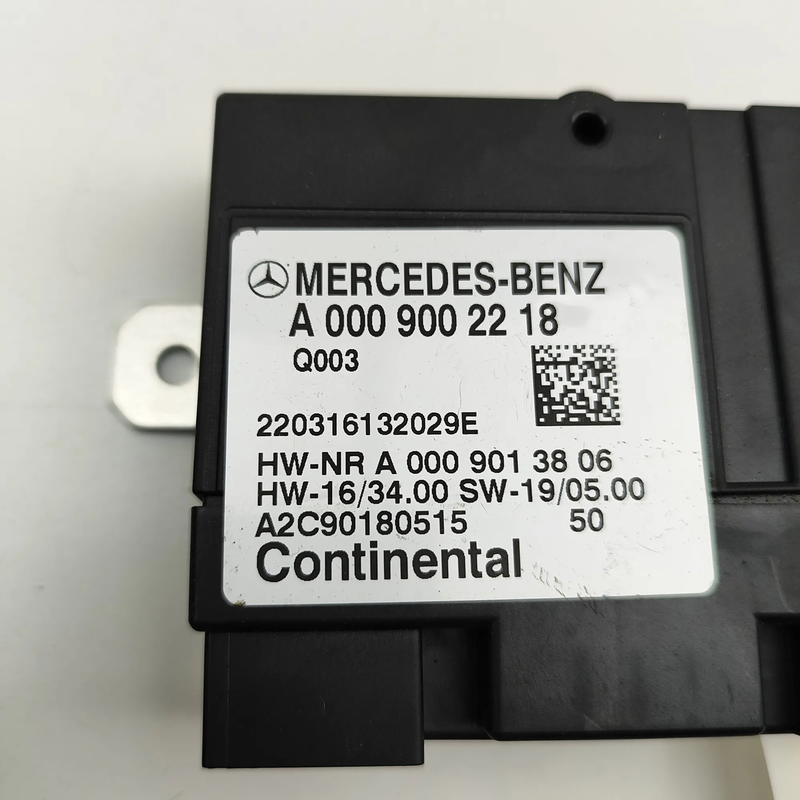 MERCEDES-BENZ
A 000 900 22 18
Q003
220316132029E
HW-NR A 000 901 38 06
HW-16/34.00 SW-19/05.00
A2C90180515 50
Continental